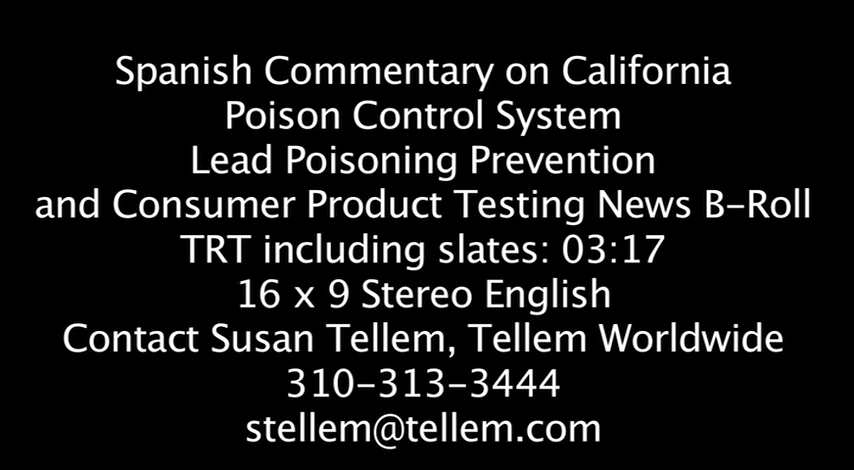 Spanish Commentary on California
Poison Control System
Lead Poisoning Prevention
and Consumer Product Testing News B-Roll
TRT including slates: 03:17
16 x 9 Stereo English
Contact Susan Tellem, Tellem Worldwide
310-313-3444
stellem@tellem.com